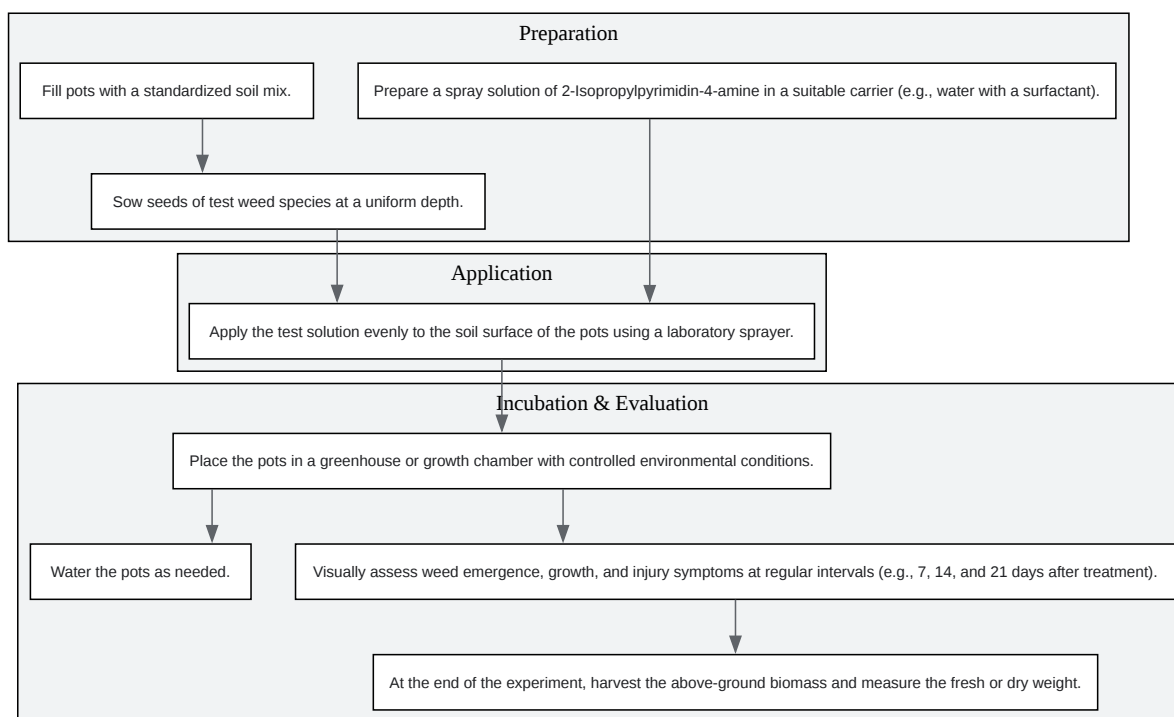 Preparation
Fill pots with a standardized soil mix.
Prepare a spray solution of 2-Isopropylpyrimidin-4-amine in a suitable carrier (e.g., water with a surfactant).
Sow seeds of test weed species at a uniform depth.
Application
Apply the test solution evenly to the soil surface of the pots using a laboratory sprayer.
Incubation & Evaluation
Place the pots in a greenhouse or growth chamber with controlled environmental conditions.
Water the pots as needed.
Visually assess weed emergence, growth, and injury symptoms at regular intervals (e.g., 7, 14, and 21 days after treatment).
At the end of the experiment, harvest the above-ground biomass and measure the fresh or dry weight.